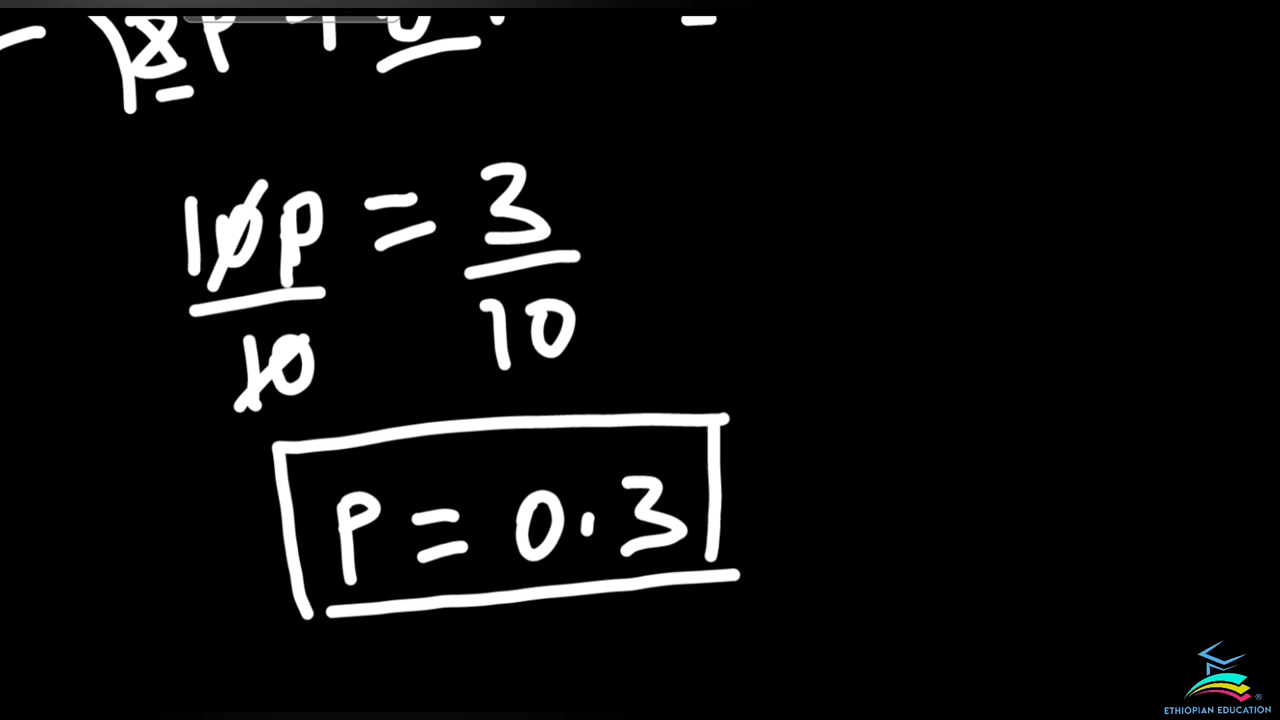 10p = 3
10 10
P = 0.3
ETHIOPIAN EDUCATION